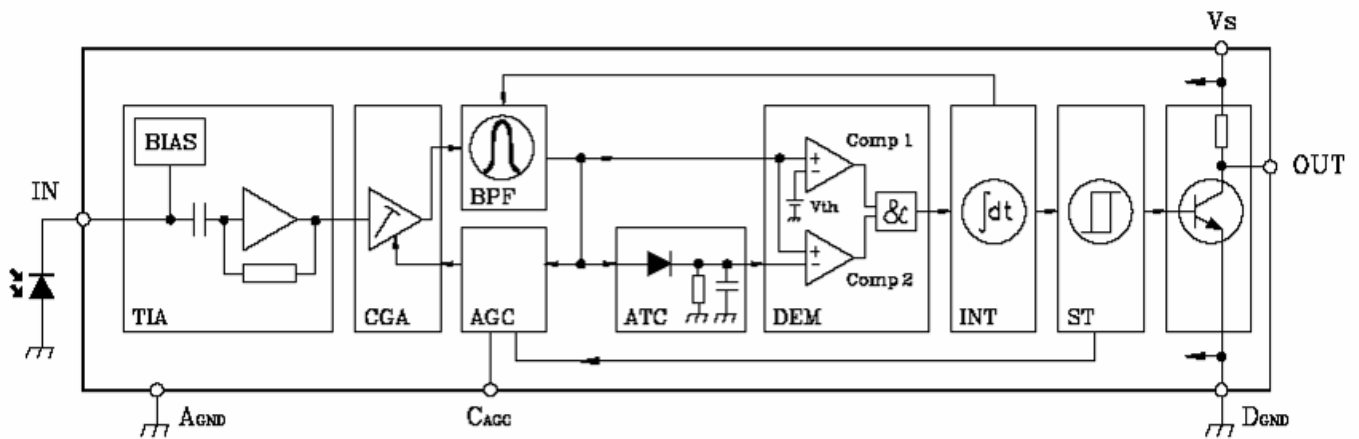 Vs
BIAS
Comp 1
IN
OUT
BPF
Vth
&
∫dt
Comp 2
TIA
CGA
AGC
ATC
DEM
INT
ST
AGND
CAGC
DGND